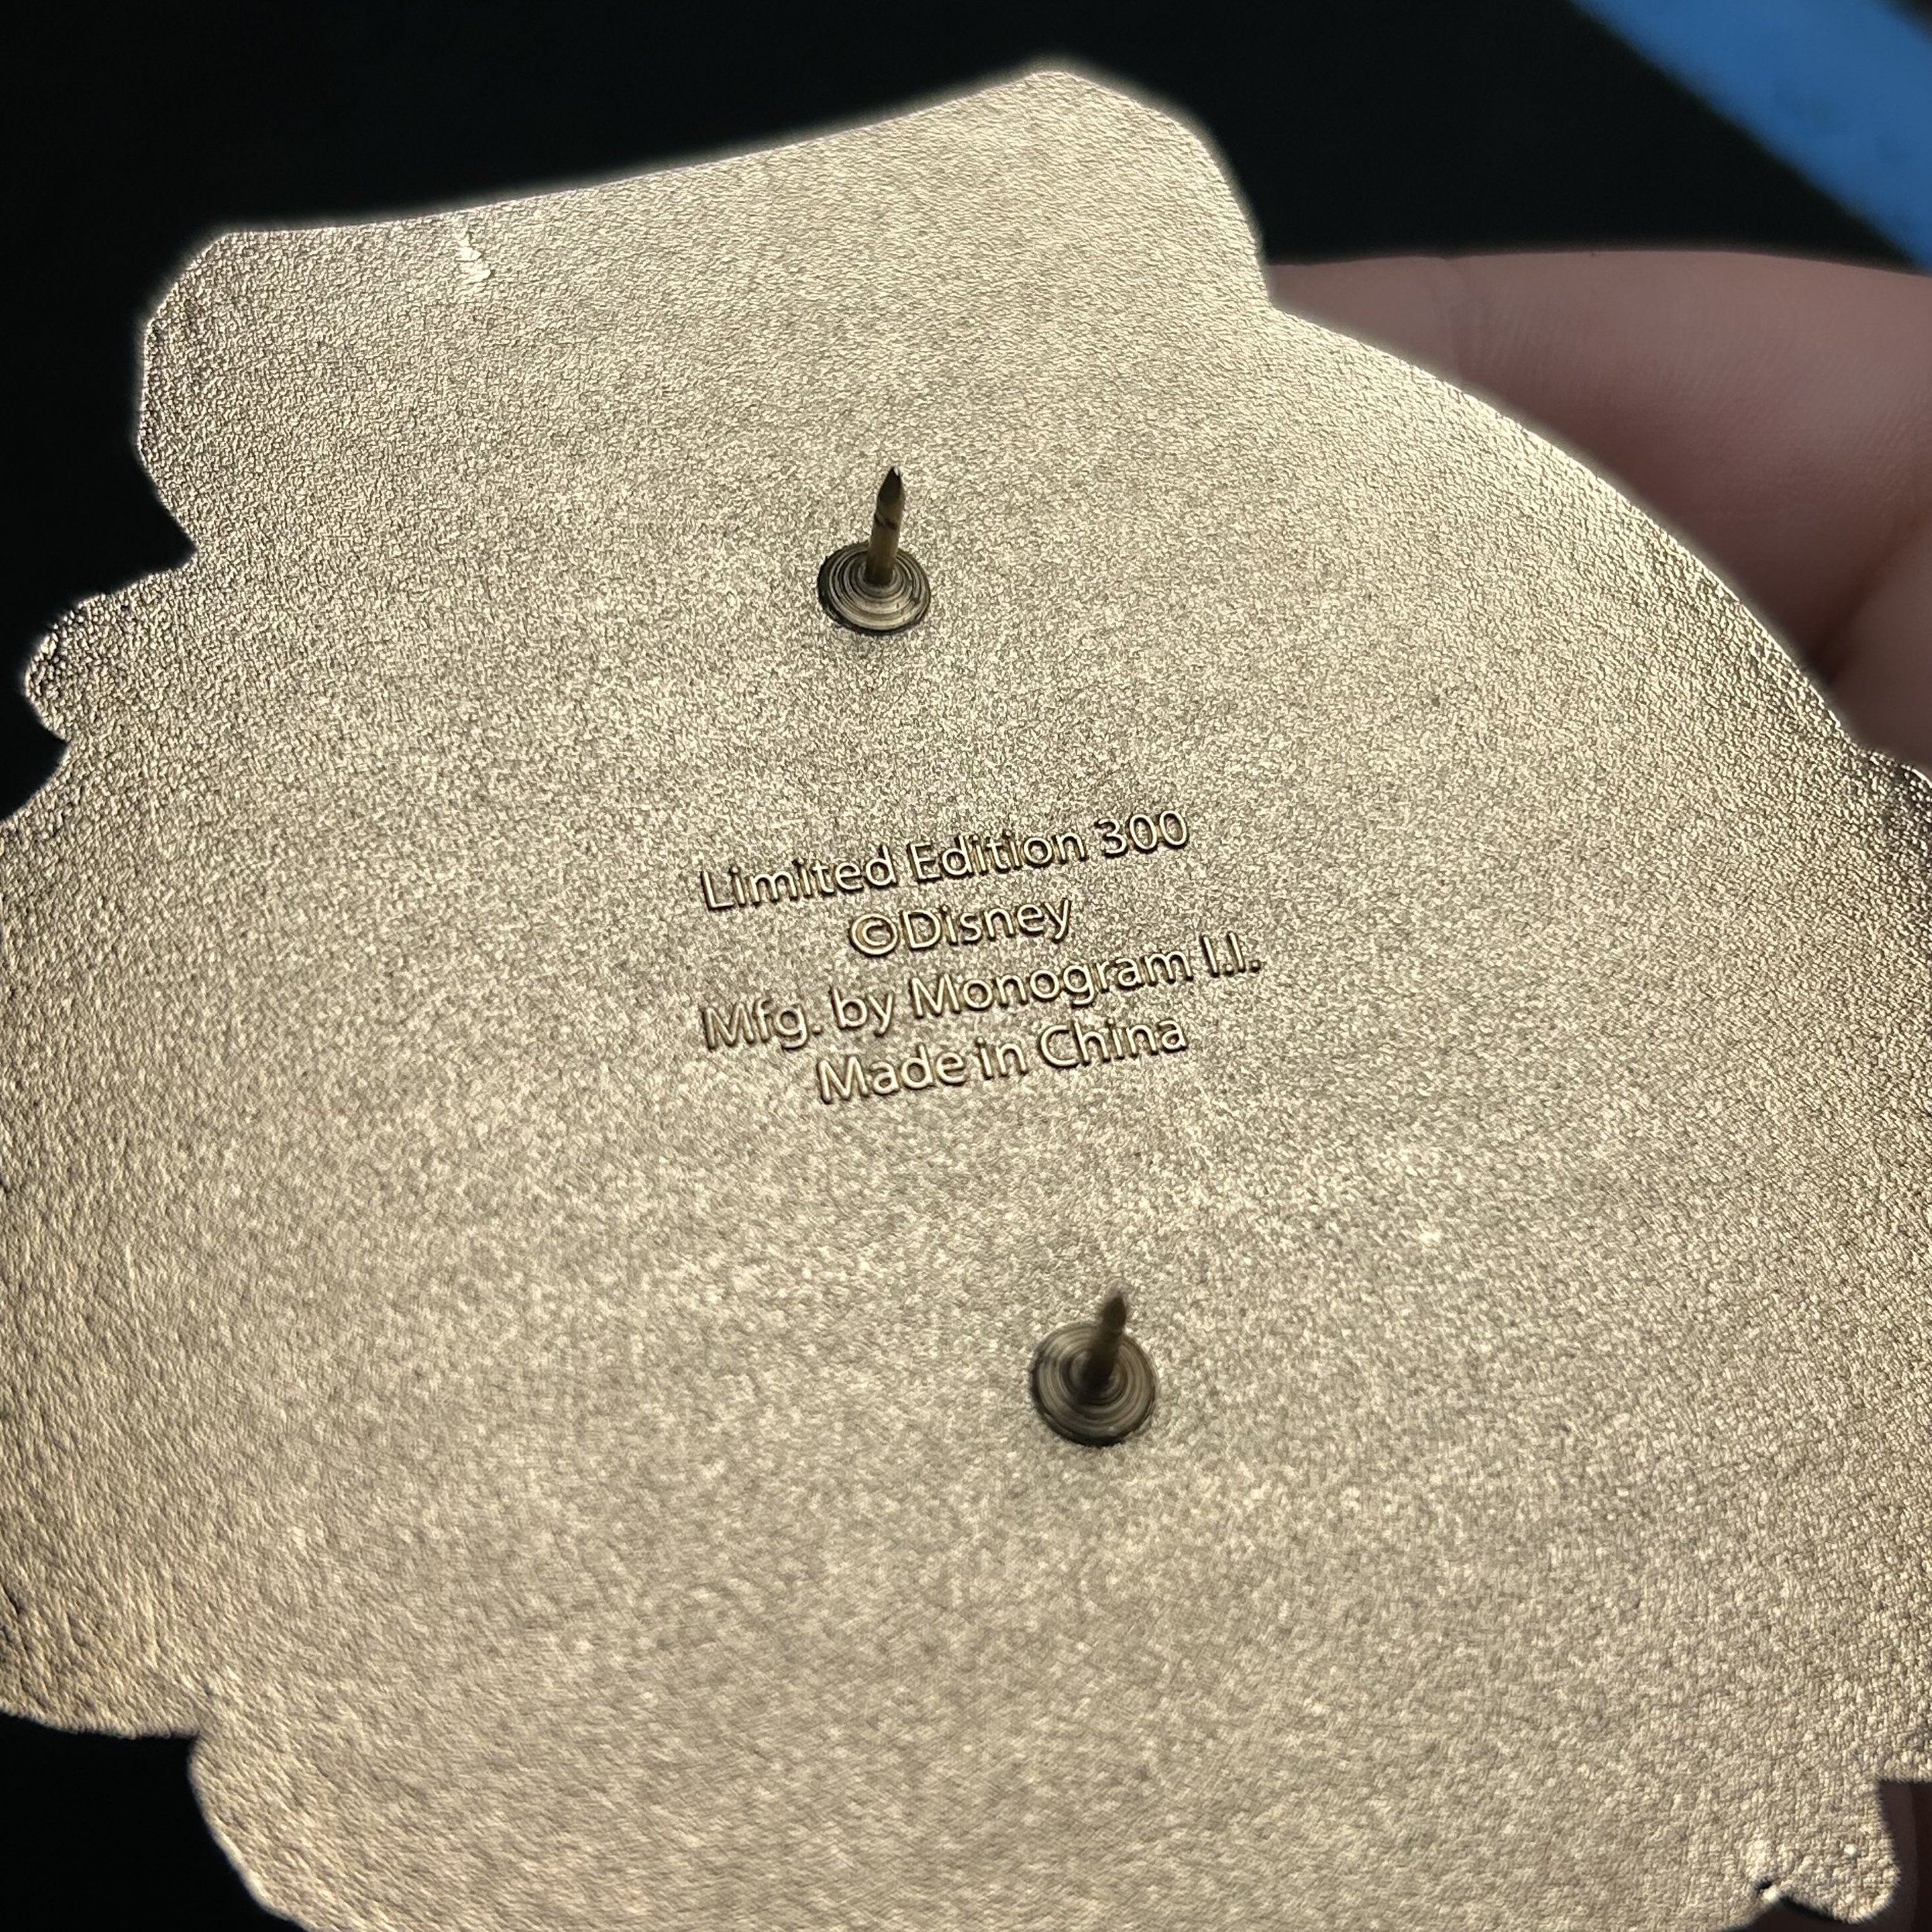 Limited Edition 300
©Disney
Mfg. by Monogram I.I.
Made in China